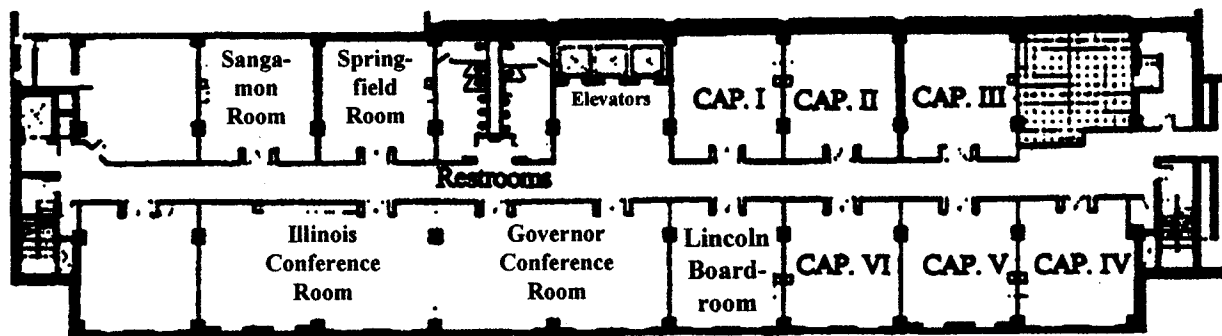 Sanga-
mon
Room
Spring-
field
Room
Elevators
CAP. I
CAP. II
CAP. III
Restrooms
Illinois
Conference
Room
Governor
Conference
Room
Lincoln
Board-
room
CAP. VI
CAP. V
CAP. IV